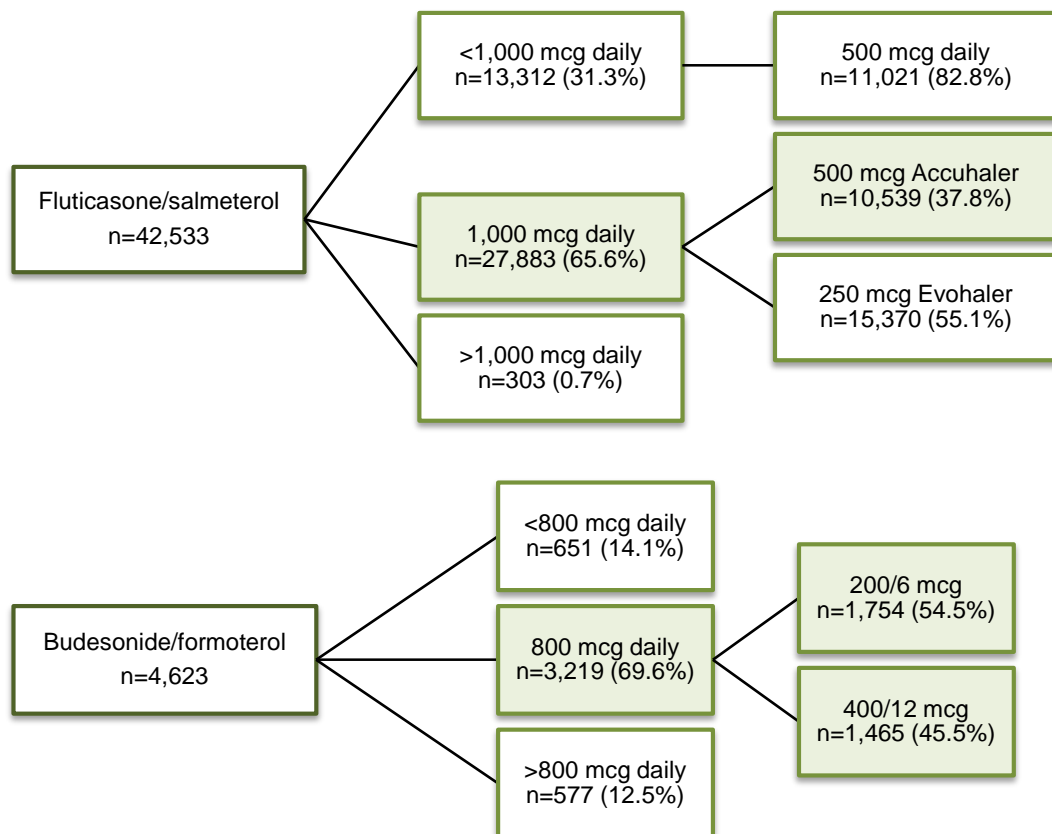 Fluticasone/salmeterol
n=42,533
<1,000 mcg daily
n=13,312 (31.3%)
500 mcg daily
n=11,021 (82.8%)
1,000 mcg daily
n=27,883 (65.6%)
500 mcg Accuhaler
n=10,539 (37.8%)
250 mcg Evohaler
n=15,370 (55.1%)
>1,000 mcg daily
n=303 (0.7%)
Budesonide/formoterol
n=4,623
<800 mcg daily
n=651 (14.1%)
800 mcg daily
n=3,219 (69.6%)
200/6 mcg
n=1,754 (54.5%)
400/12 mcg
n=1,465 (45.5%)
>800 mcg daily
n=577 (12.5%)